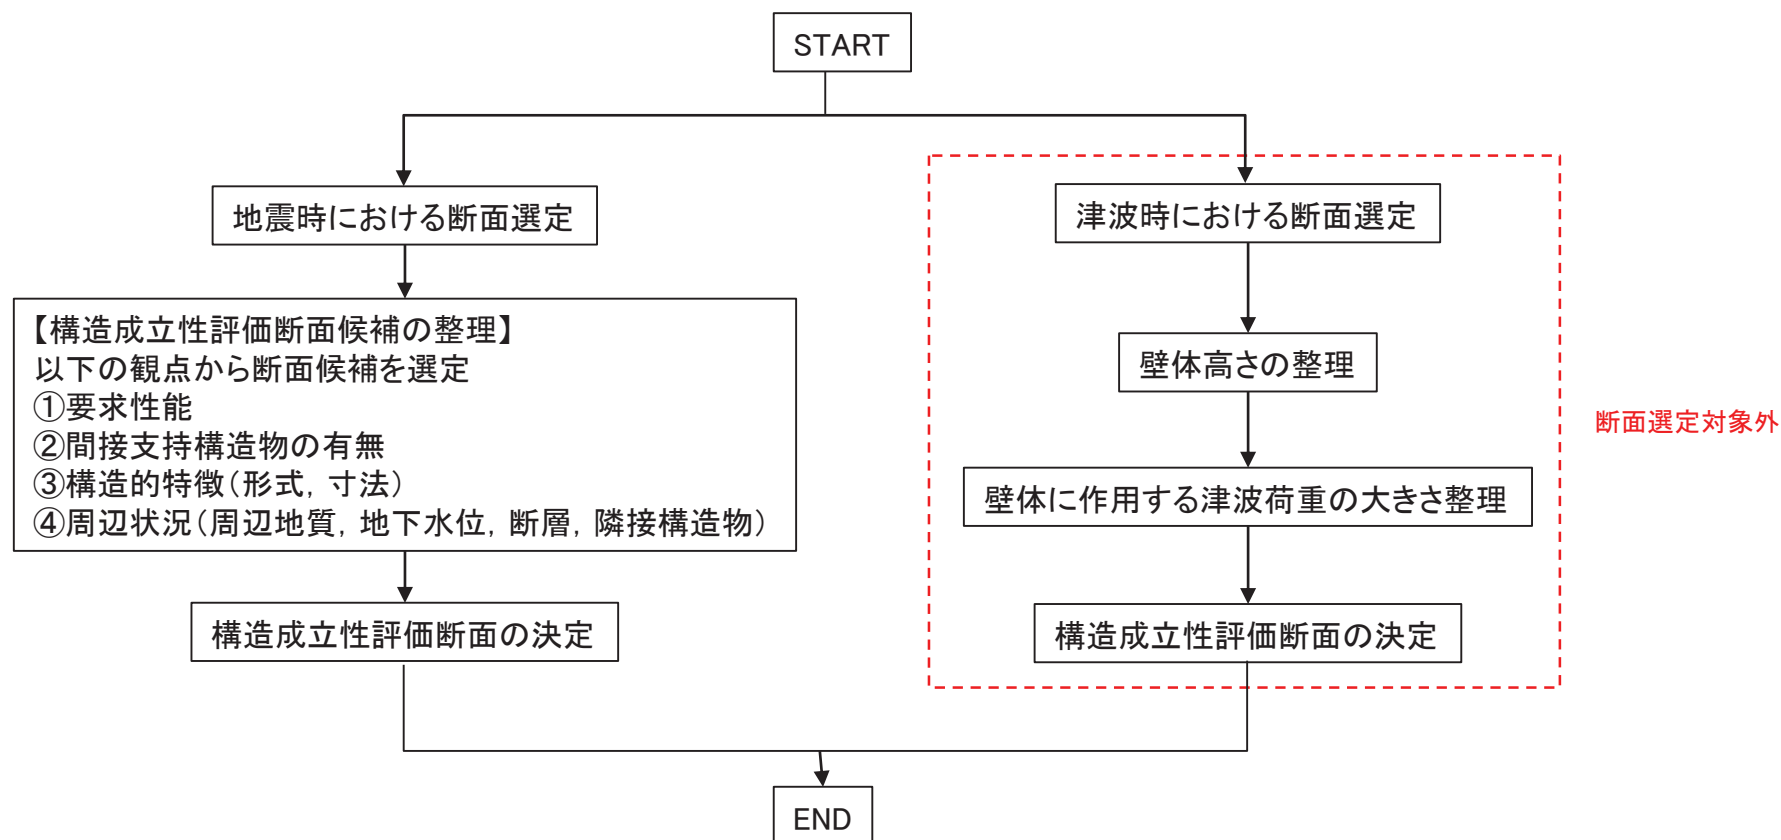 START
地震時における断面選定
【構造成立性評価断面候補の整理】
以下の観点から断面候補を選定
①要求性能
②間接支持構造物の有無
③構造的特徴(形式, 寸法)
④周辺状況(周辺地質, 地下水位, 断層, 隣接構造物)
構造成立性評価断面の決定
津波時における断面選定
壁体高さの整理
壁体に作用する津波荷重の大きさ整理
構造成立性評価断面の決定
断面選定対象外
END